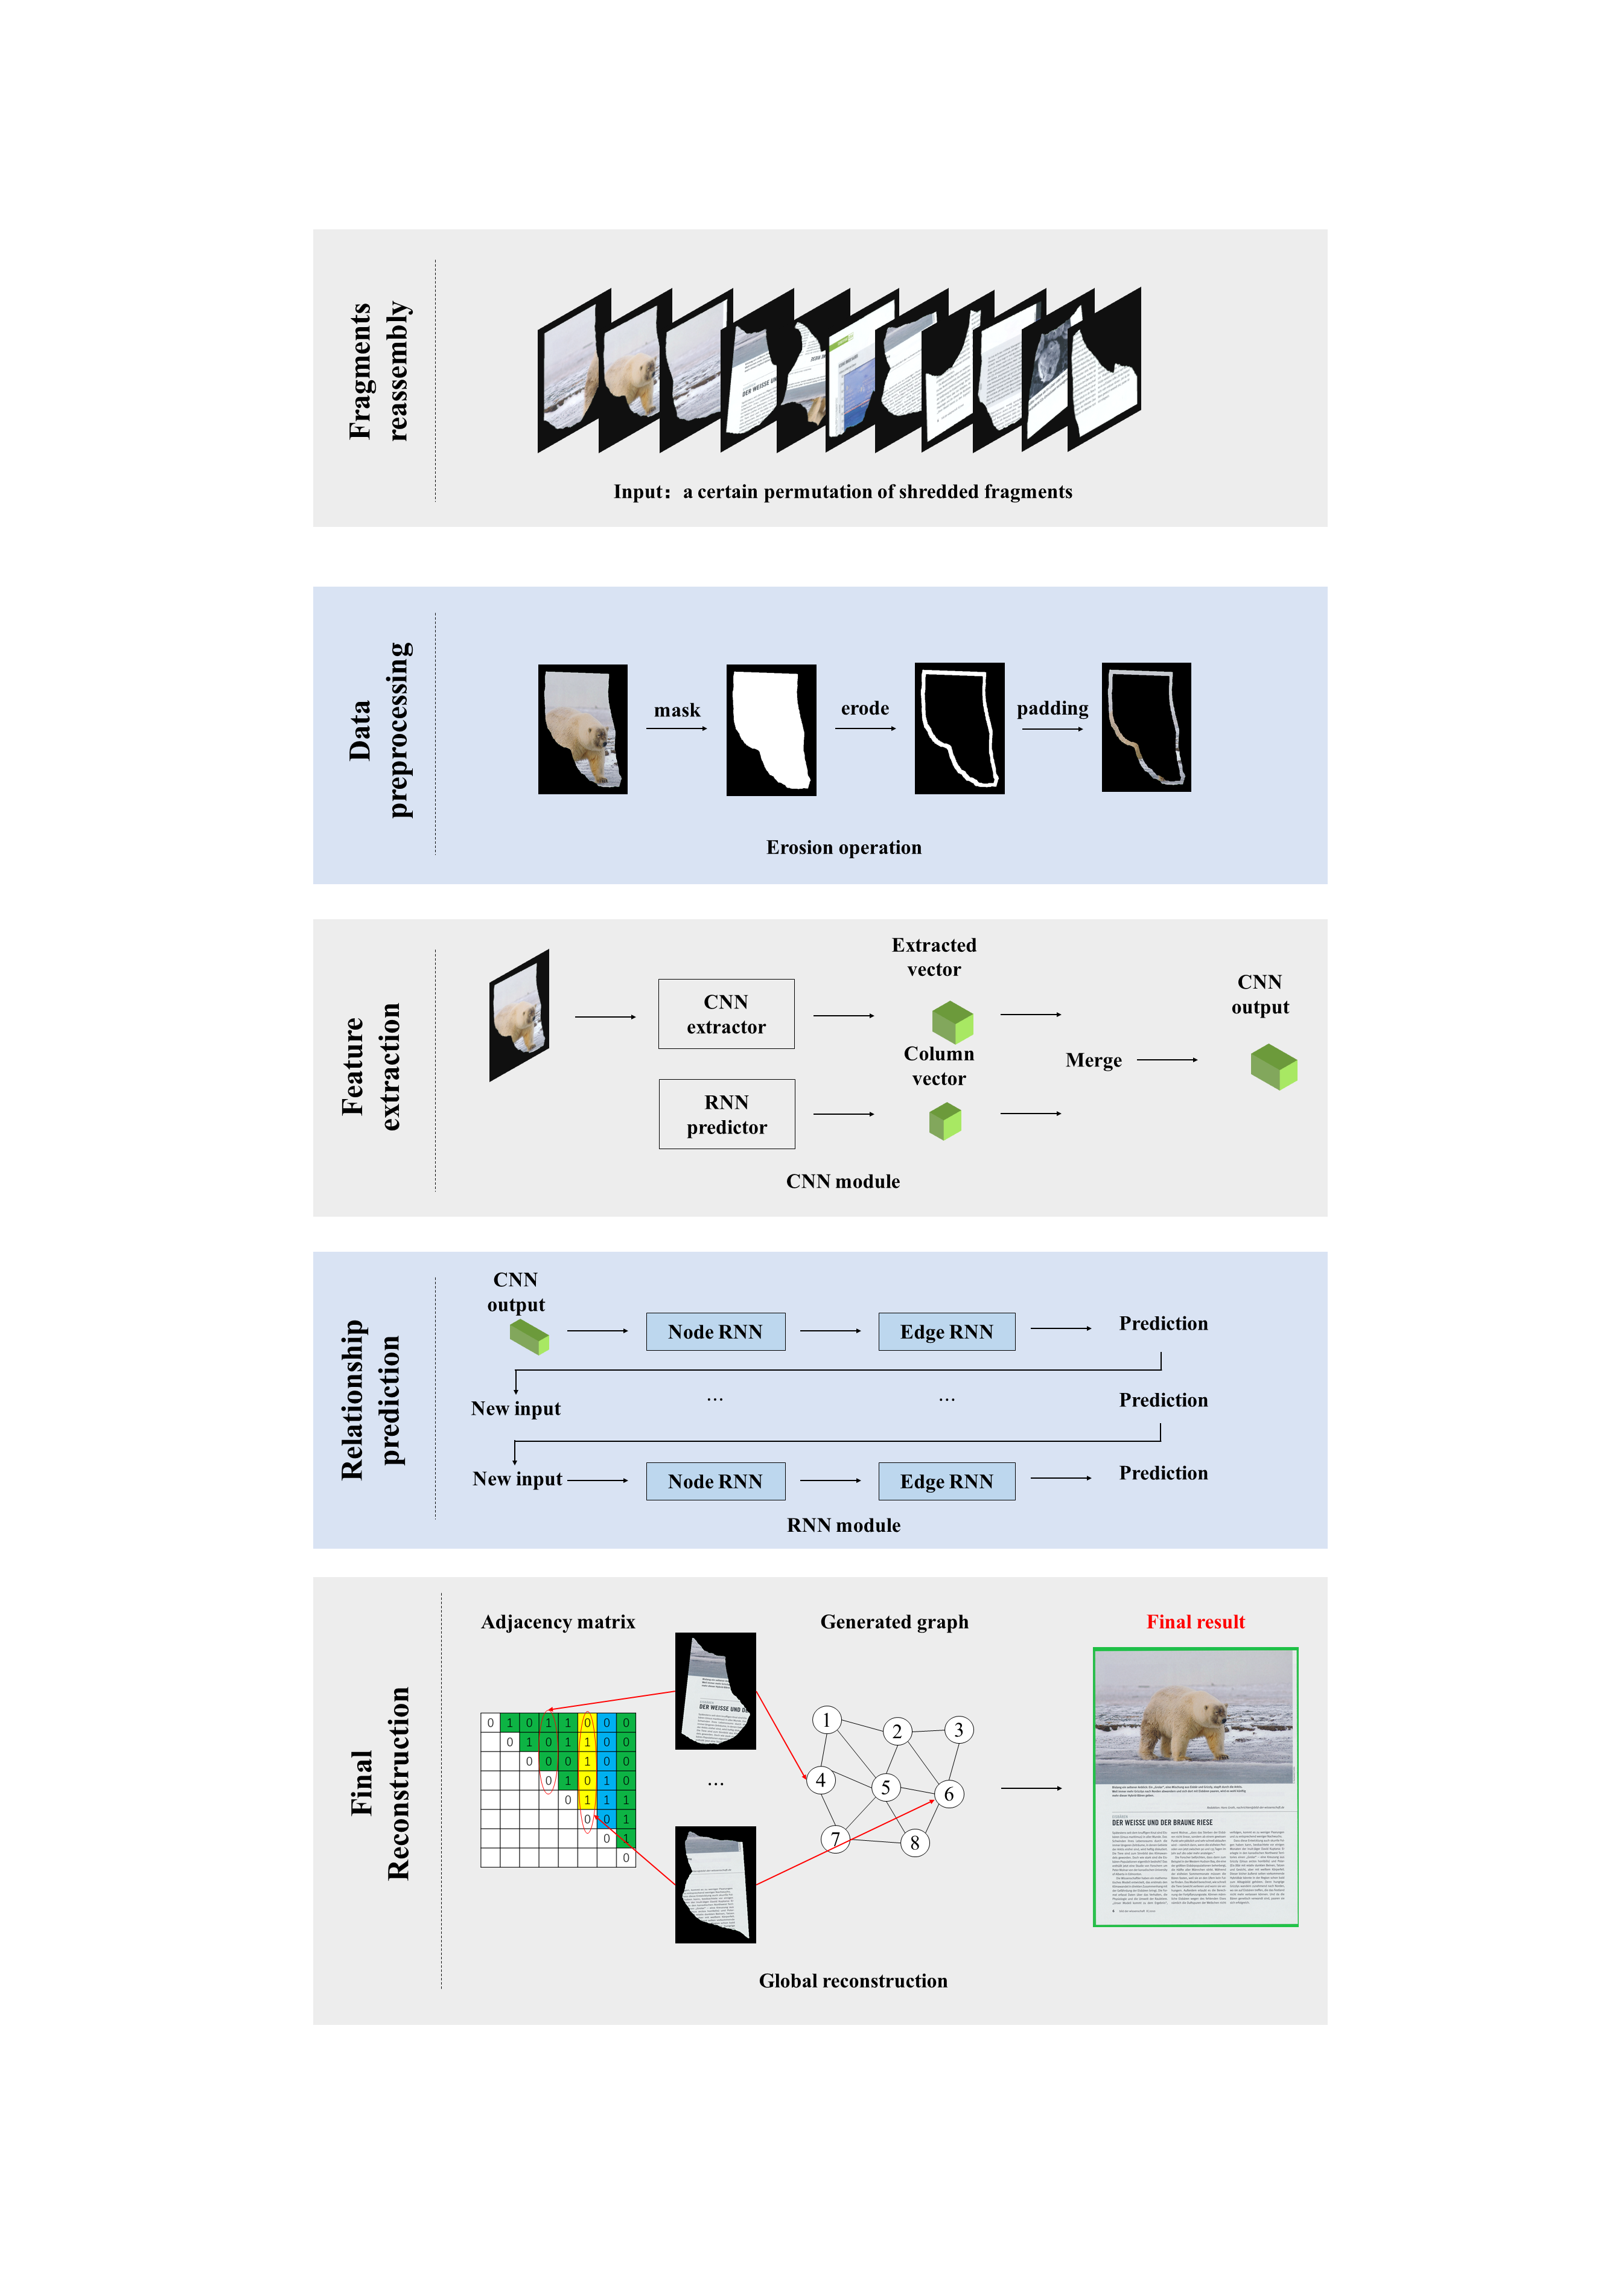 Fragments
reassembly
DER WEISSE UN
Input: a certain permutation of shredded fragments
Data
preprocessing
mask
erode
padding
Erosion operation
Feature
extraction
CNN
extractor
Extracted
vector
CNN
output
Column
vector
Merge
RNN
predictor
CNN module
Relationship
prediction
CNN
output
Node RNN
Edge RNN
Prediction
New input
...
...
Prediction
New input
Node RNN
Edge RNN
Prediction
RNN module
Final
Reconstruction
Adjacency matrix
Generated graph
Final result
0 1 0 1 1 0 0 0
0 1 0 1 1 0 0
0 0 0 1 0 0
0 1 0 1 0
0 1 1 1
0 0 1
0 1
0
DER WEISSE UND D
...
1
2
3
4
5
6
7
8
DER WEISSE UND DER BRAUNE RIESE
Global reconstruction